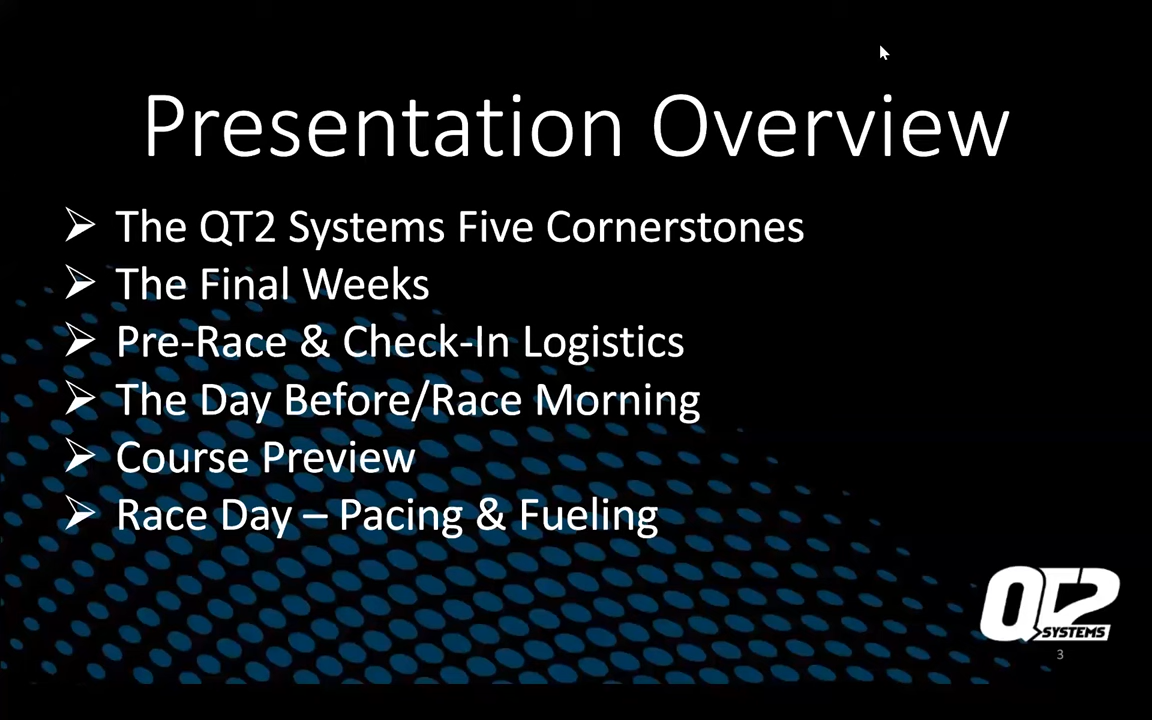 Presentation Overview
The QT2 Systems Five Cornerstones
The Final Weeks
Pre-Race & Check-In Logistics
The Day Before/Race Morning
Course Preview
Race Day – Pacing & Fueling
QT2
SYSTEMS
3